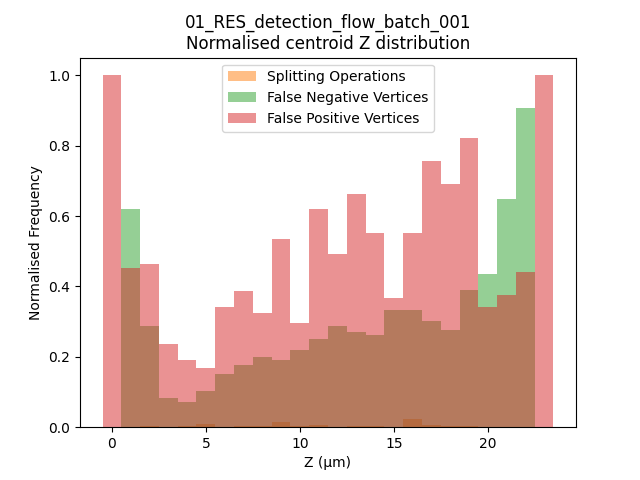 01_RES_detection_flow_batch_001
Normalised centroid Z distribution
Splitting Operations
False Negative Vertices
False Positive Vertices
1.0
0.8
0.6
0.4
0.2
0.0
Normalised Frequency
0
5
10
15
20
Z (μm)